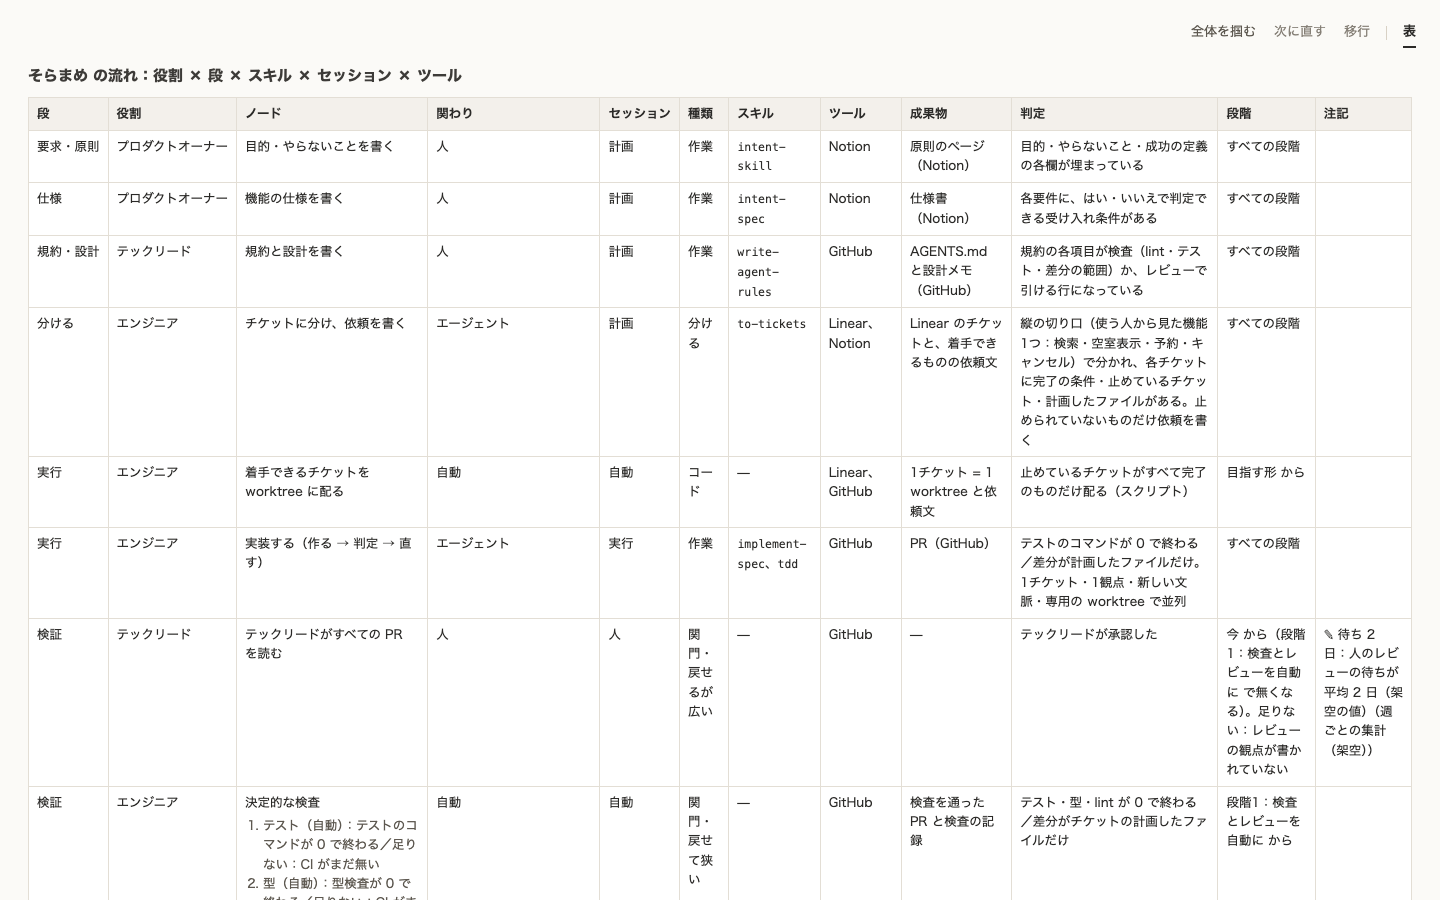 全体を掴む 次に直す 移行 表
そらまめ の流れ：役割 × 段 × スキル × セッション × ツール
段 役割 ノード 関わり セッション 種類 スキル ツール 成果物 判定 段階 注記
要求・原則 プロダクトオーナー 目的・やらないことを書く 人 計画 作業 intent-
skill Notion 原則のページ
（Notion） 目的・やらないこと・成功の定義
の各欄が埋まっている すべての段階
仕様 プロダクトオーナー 機能の仕様を書く 人 計画 作業 intent-
spec Notion 仕様書
（Notion） 各要件に、はい・いいえで判定で
きる受け入れ条件がある すべての段階
規約・設計 テックリード 規約と設計を書く 人 計画 作業 write-
agent-
rules GitHub AGENTS.md
と設計メモ
（GitHub） 規約の各項目が検査（lint・テス
ト・差分の範囲）か、レビューで
引ける行になっている すべての段階
分ける エンジニア チケットに分け、依頼を書く エージェント 計画 分け
る to-tickets Linear、
Notion Linear のチケッ
トと、着手でき
るものの依頼文 縦の切り口（使う人から見た機能
1つ：検索・空室表示・予約・キ
ャンセル）で分かれ、各チケット
に完了の条件・止めているチケッ
ト・計画したファイルがある。止
められていないものだけ依頼を書
く すべての段階
実行 エンジニア 着手できるチケットを
worktree に配る 自動 自動 コー
ド — Linear、
GitHub 1チケット = 1
worktree と依
頼文 止めているチケットがすべて完了
のものだけ配る（スクリプト） 目指す形 から
実行 エンジニア 実装する（作る → 判定 → 直
す） エージェント 実行 作業 implement-
spec、tdd GitHub PR（GitHub） テストのコマンドが 0 で終わる
／差分が計画したファイルだけ。
1チケット・1観点・新しい文
脈・専用の worktree で並列 すべての段階
検証 テックリード テックリードがすべての PR
を読む 人 人 関
門・
戻せ
るが
広い — GitHub — テックリードが承認した 今 から（段階
1：検査とレ
ビューを自動
に で無くな
る）。足りな
い：レビュー
の観点が書か
れていない ✎ 待ち 2
日：人のレビ
ューの待ちが
平均 2 日（架
空の値）（週
ごとの集計
（架空））
検証 エンジニア 決定的な検査
1. テスト（自動）：テストのコ
マンドが 0 で終わる／足り
ない：CI がまだ無い
2. 型（自動）：型検査が 0 で
自動 自動 関
門・
戻せ
て狭
い — GitHub 検査を通った
PR と検査の記
録 テスト・型・lint が 0 で終わる
／差分がチケットの計画したファ
イルだけ 段階1：検査
とレビューを
自動に から